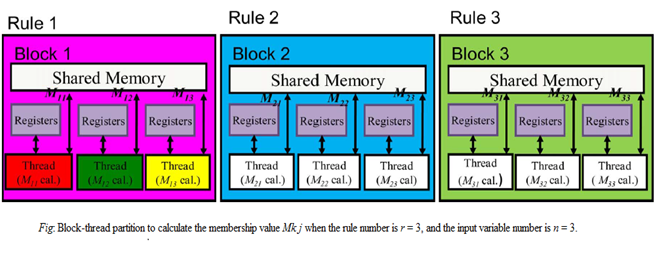 Rule 1 Rule 2 Rule 3
Block 1 Block 2 Block 3
Shared Memory Shared Memory Shared Memory
M11 M12 M13 M21 M22 M23 M31 M32 M33
Registers Registers Registers Registers Registers Registers Registers Registers Registers
Thread Thread Thread Thread Thread Thread Thread Thread Thread
(M11 cal.) (M12 cal.) (M13 cal.) (M21 cal.) (M22 cal.) (M23 cal) (M31 cal.) (M32 cal.) ( M33 cal.)
Fig: Block-thread partition to calculate the membership value Mk j when the rule number is r = 3, and the input variable number is n = 3.